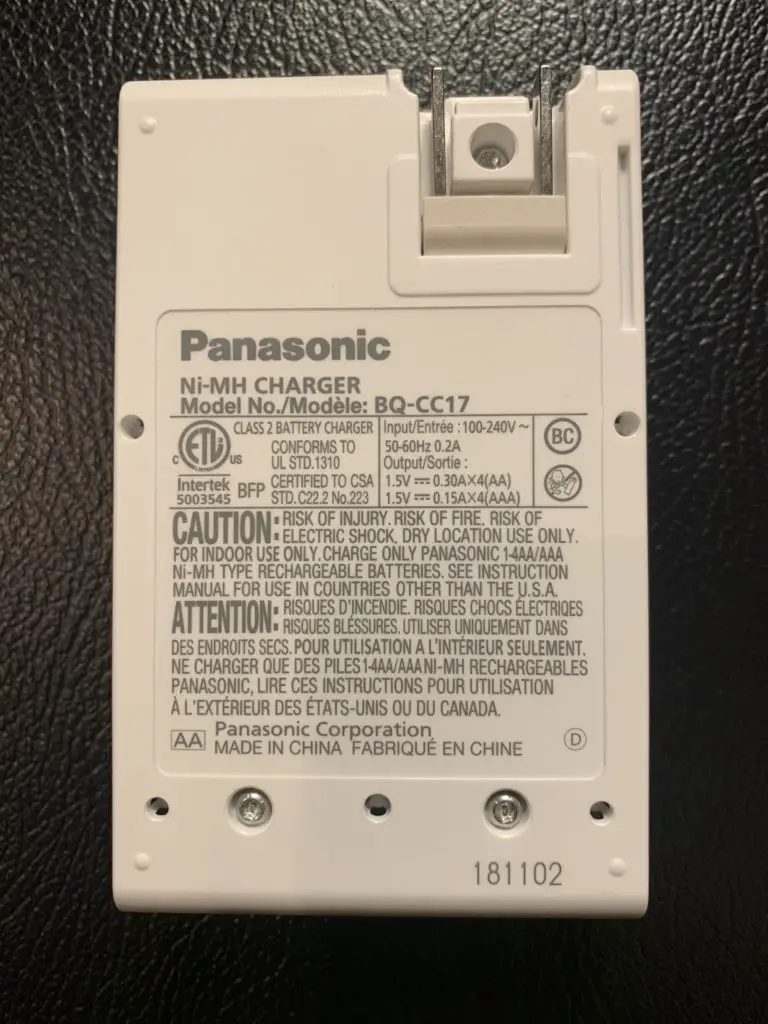 Panasonic
Ni-MH CHARGER
Model No./Modèle: BQ-CC17
ETL
C US
Intertek
5003545
CLASS 2 BATTERY CHARGER
CONFORMS TO
UL STD.1310
BFP CERTIFIED TO CSA
STD. C22.2 No.223
Input/Entrée : 100-240V ~
50-60Hz 0.2A
Output/Sortie :
1.5V ⎓ 0.30A×4(AA)
1.5V ⎓ 0.15A×4(AAA)
BC
CAUTION: RISK OF INJURY. RISK OF FIRE. RISK OF
ELECTRIC SHOCK. DRY LOCATION USE ONLY.
FOR INDOOR USE ONLY. CHARGE ONLY PANASONIC 1-4AA/AAA
Ni-MH TYPE RECHARGEABLE BATTERIES. SEE INSTRUCTION
MANUAL FOR USE IN COUNTRIES OTHER THAN THE U.S.A.
ATTENTION: RISQUES D'INCENDIE. RISQUES CHOCS ÉLECTRIQES
RISQUES BLÉSSURES. UTILISER UNIQUEMENT DANS
DES ENDROITS SECS. POUR UTILISATION A L'INTÉRIEUR SEULEMENT.
NE CHARGER QUE DES PILES 1-4AA/AAA NI-MH RECHARGEABLES
PANASONIC, LIRE CES INSTRUCTIONS POUR UTILISATION
À L'EXTÉRIEUR DES ÉTATS-UNIS OU DU CANADA.
AA Panasonic Corporation
MADE IN CHINA FABRIQUÉ EN CHINE
D
181102